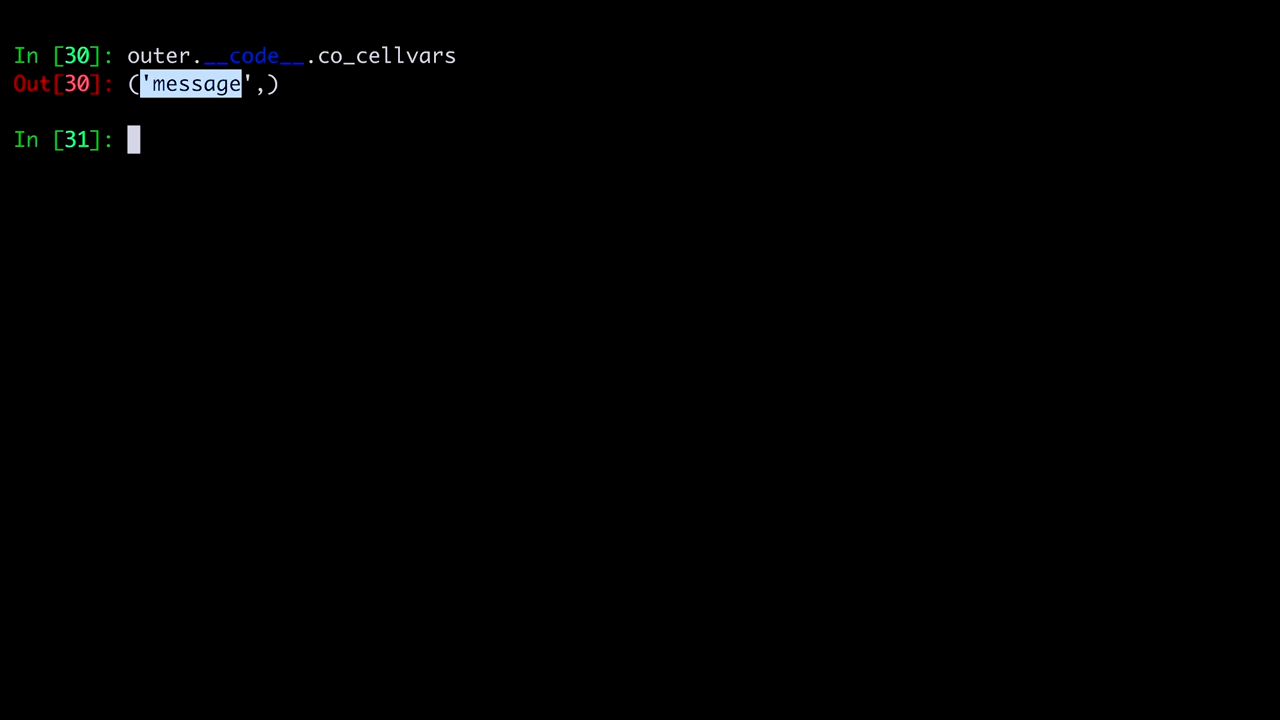 In [30]: outer.__code__.co_cellvars
Out[30]: ('message',)
In [31]: